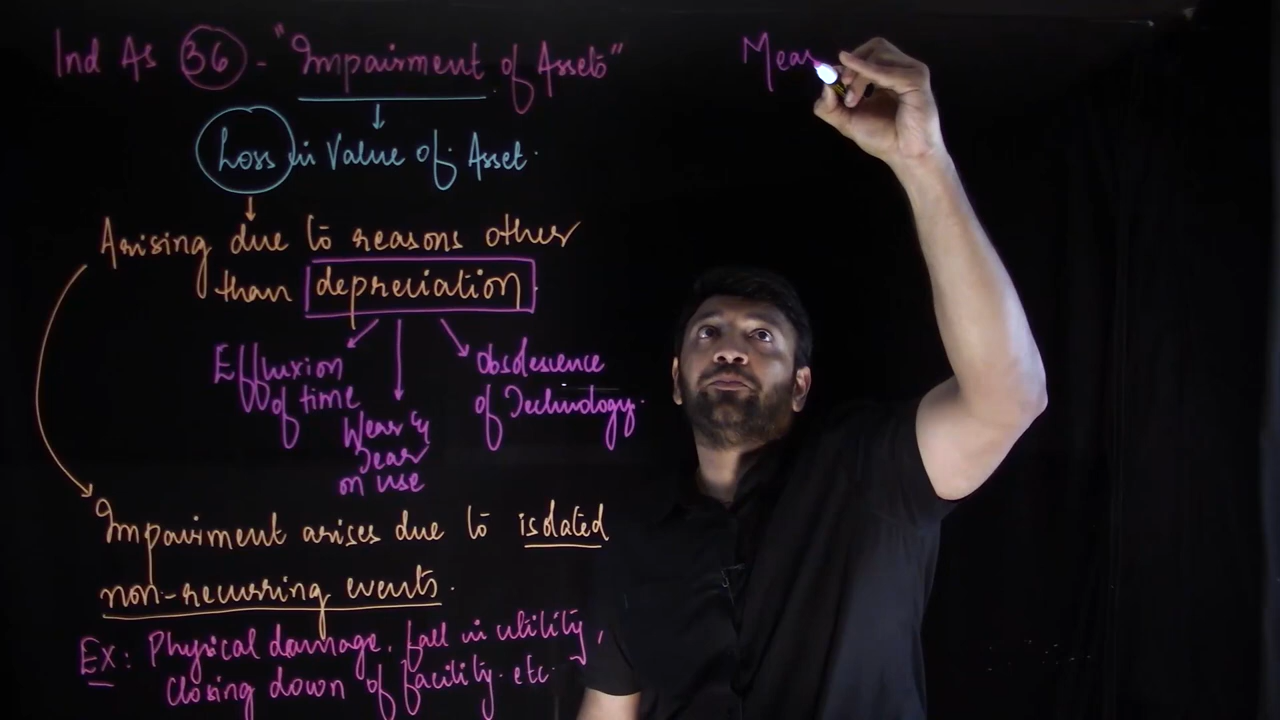 Ind As 36 - "Impairment of Assets"
Loss in Value of Asset.
Arising due to reasons other
than depreciation.
Effluxion
of time
Wear &
Tear
on use
Obsolescence
of Technology.
Impairment arises due to isolated
non-recurring events.
Ex: Physical damage, fall in utility,
Closing down of facility. etc.
Meas